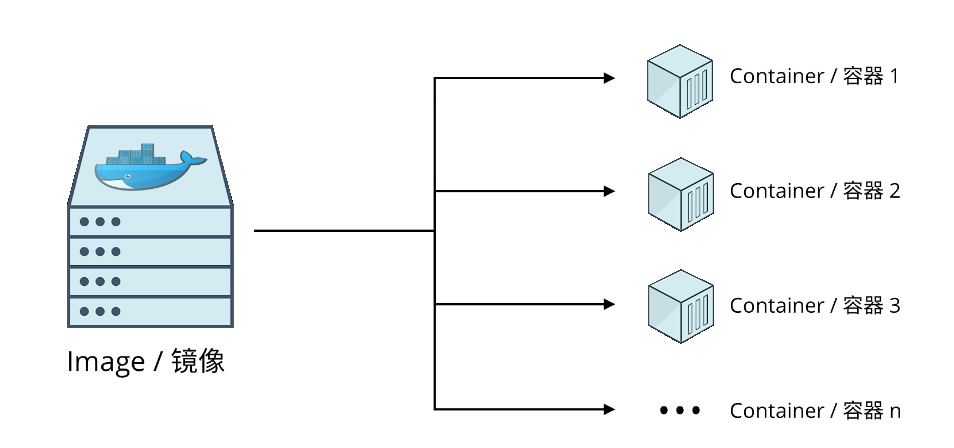 Container / 容器 1
Container / 容器 2
Container / 容器 3
Container / 容器 n
Image / 镜像